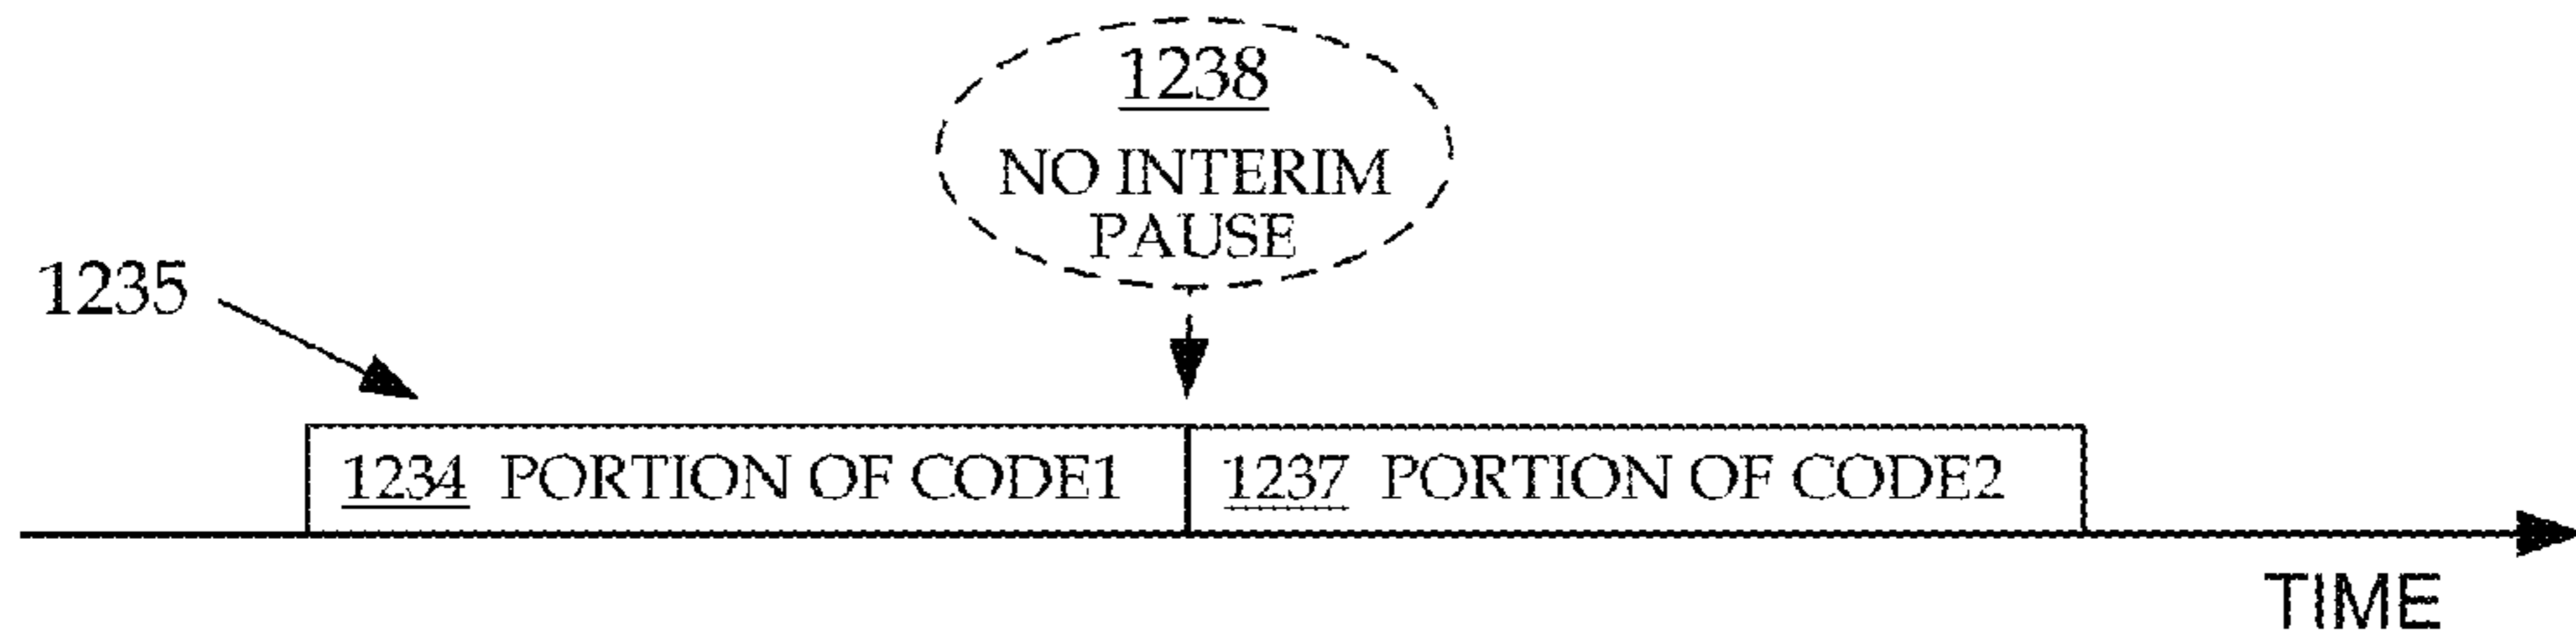 1238
NO INTERIM
PAUSE
1235
1234 PORTION OF CODE1
1237 PORTION OF CODE2
TIME